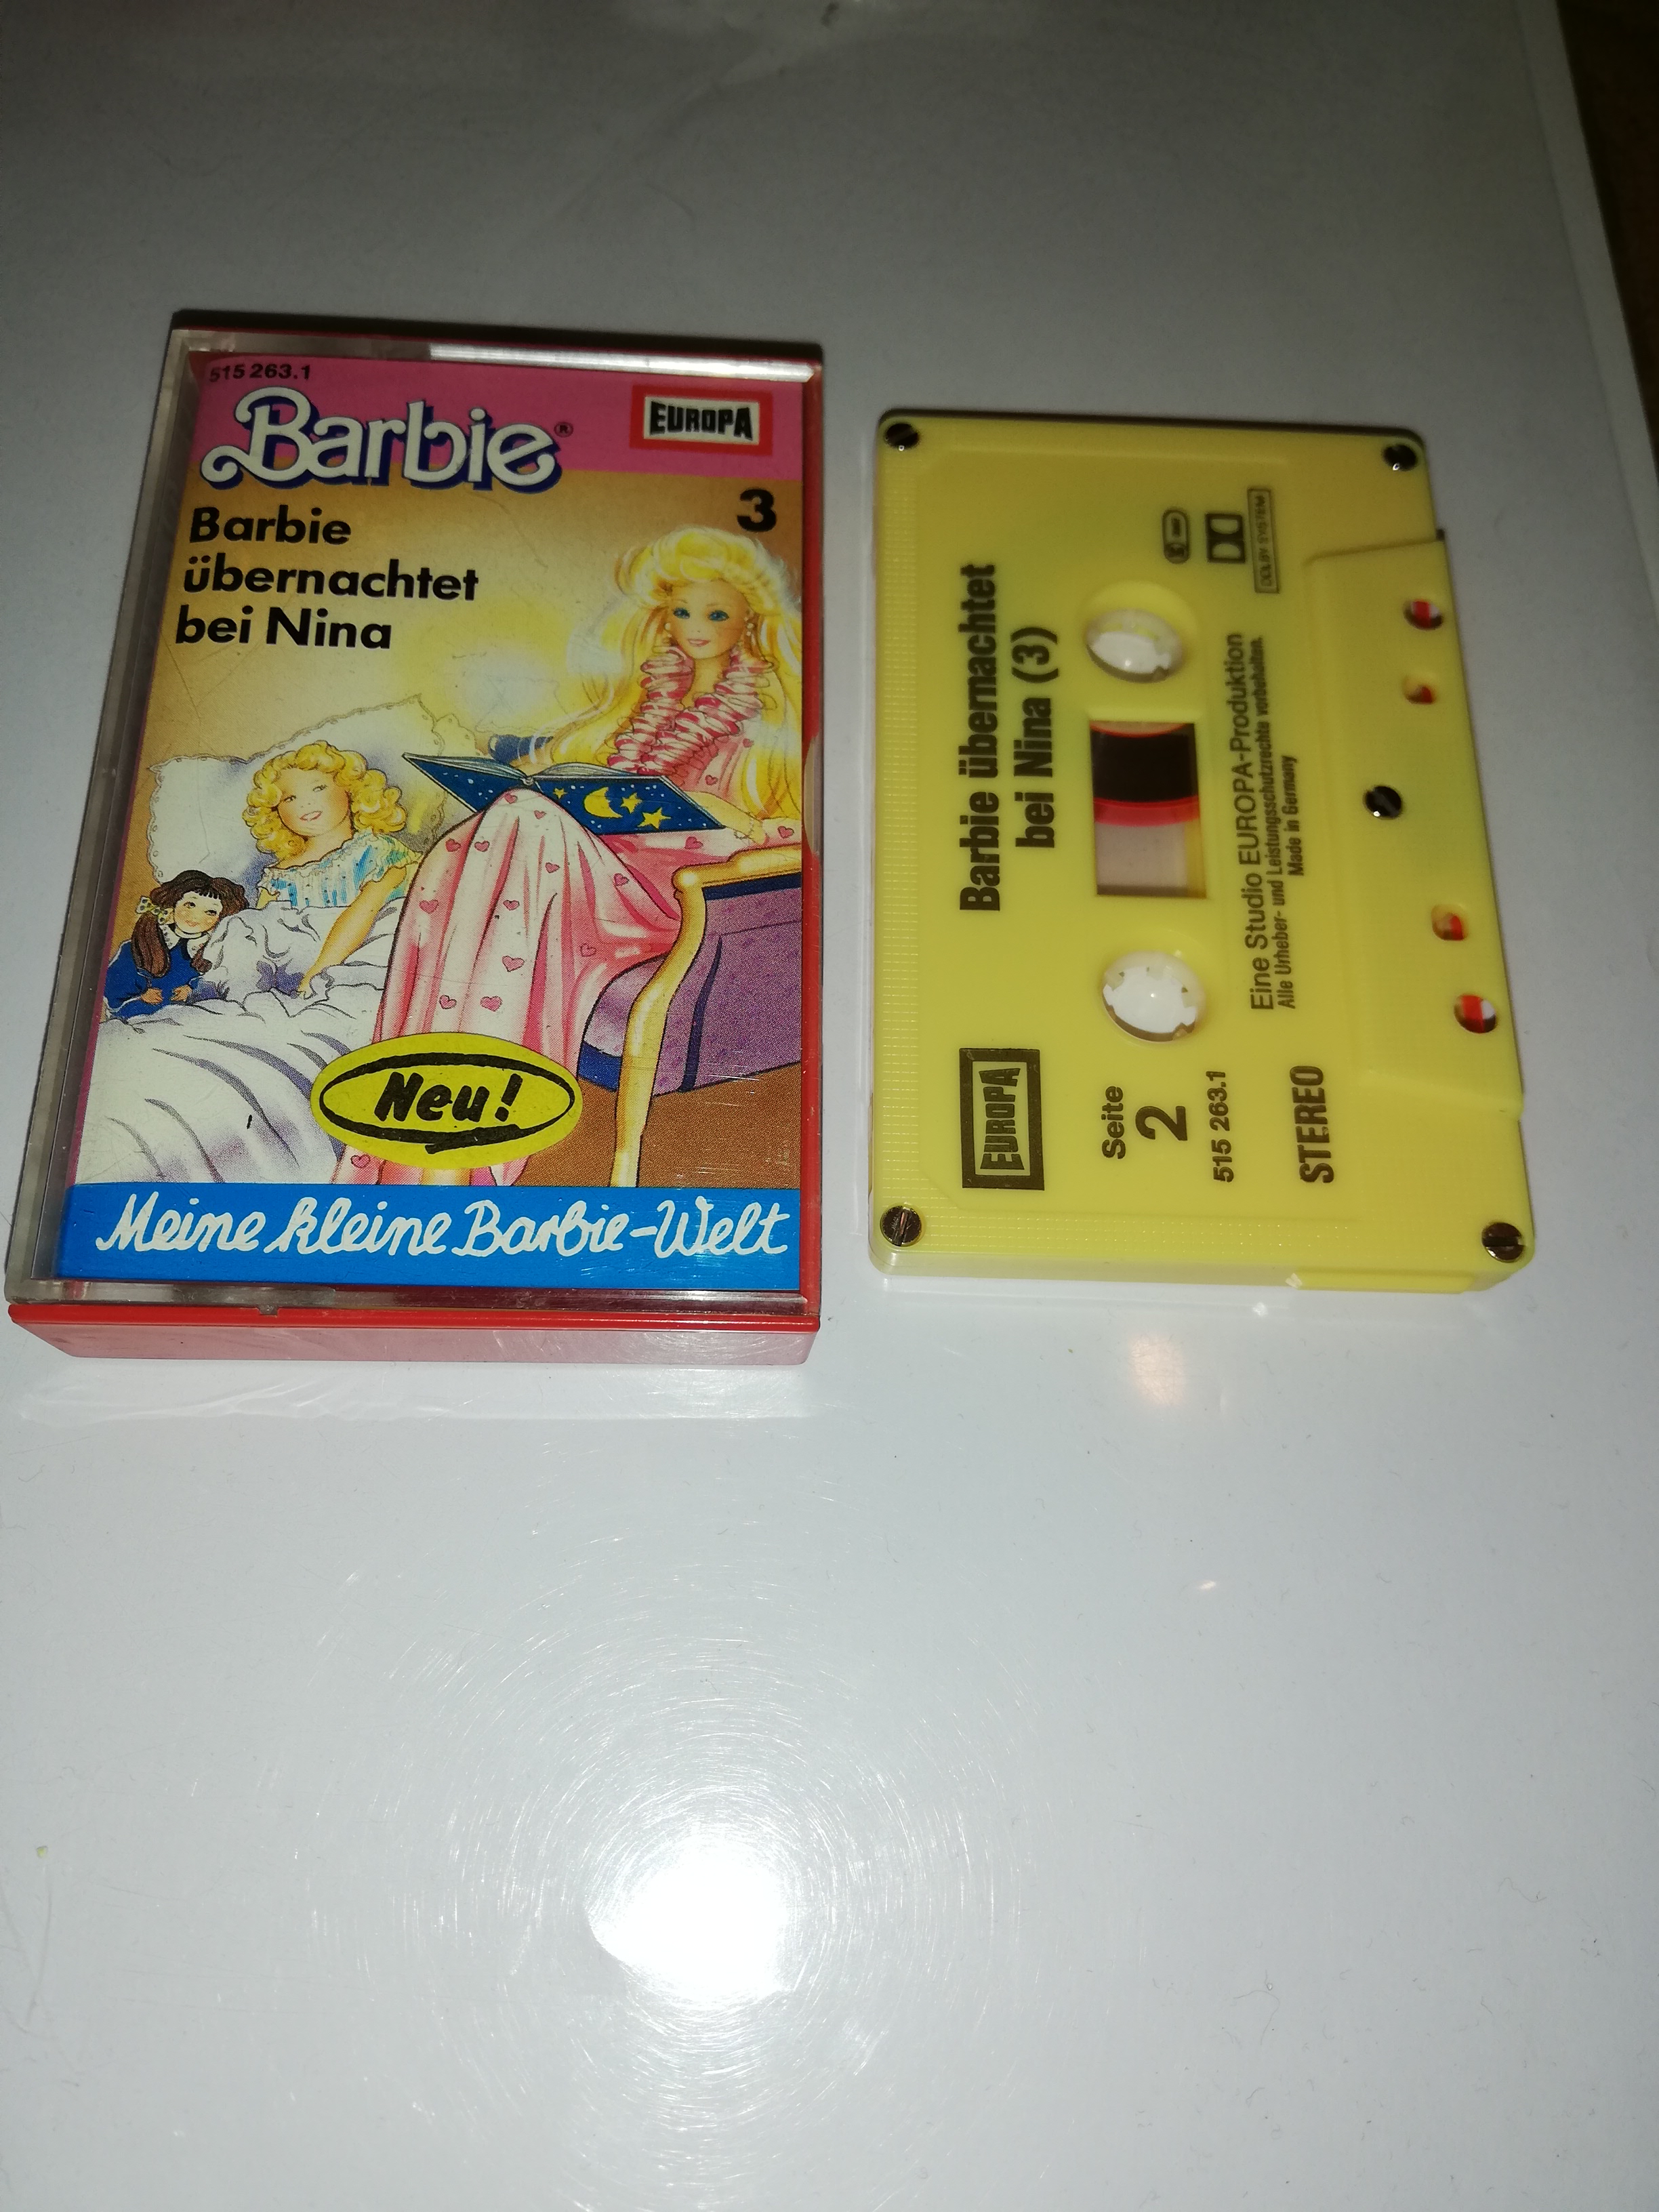 515 263.1
Barbie®
EUROPA
3
Barbie
übernachtet
bei Nina
Neu!
Meine kleine Barbie-Welt
Barbie übernachtet
bei Nina (3)
EUROPA
Seite
2
515 263.1
STEREO
DOLBY SYSTEM
Eine Studio EUROPA-Produktion
Alle Urheber- und Leistungsschutzrechte vorbehalten.
Made in Germany